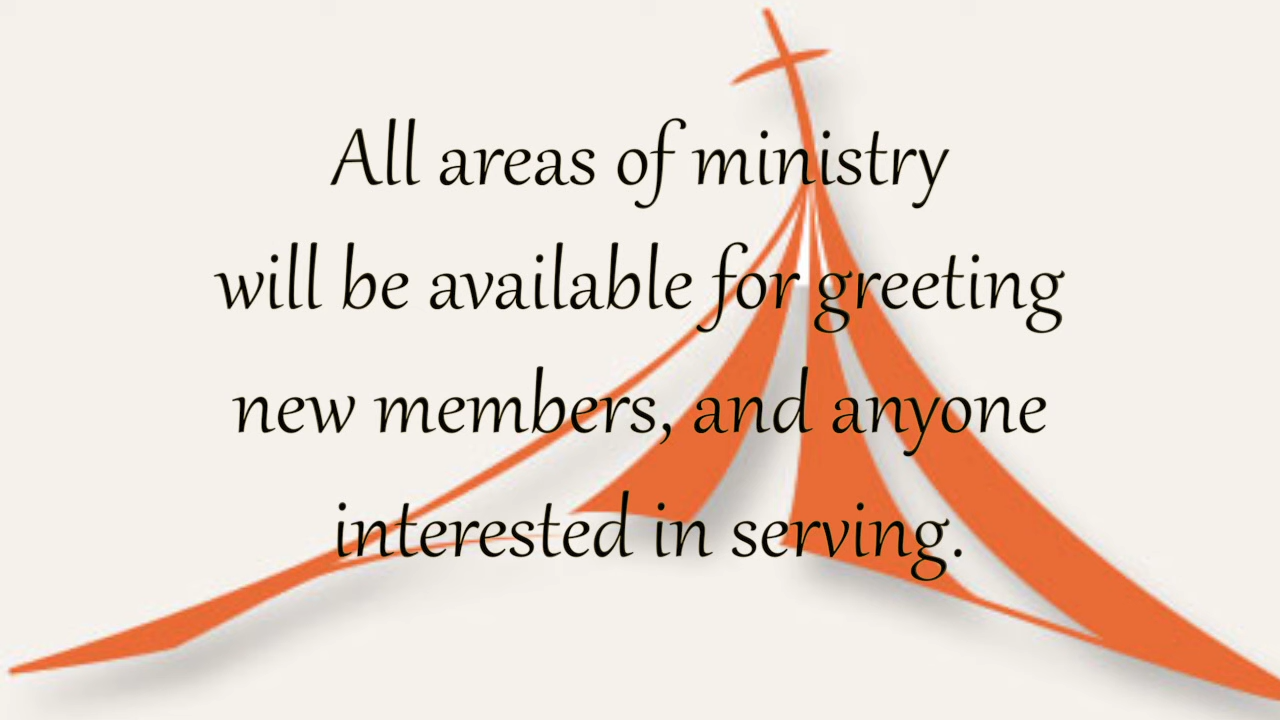 All areas of ministry
will be available for greeting
new members, and anyone
interested in serving.